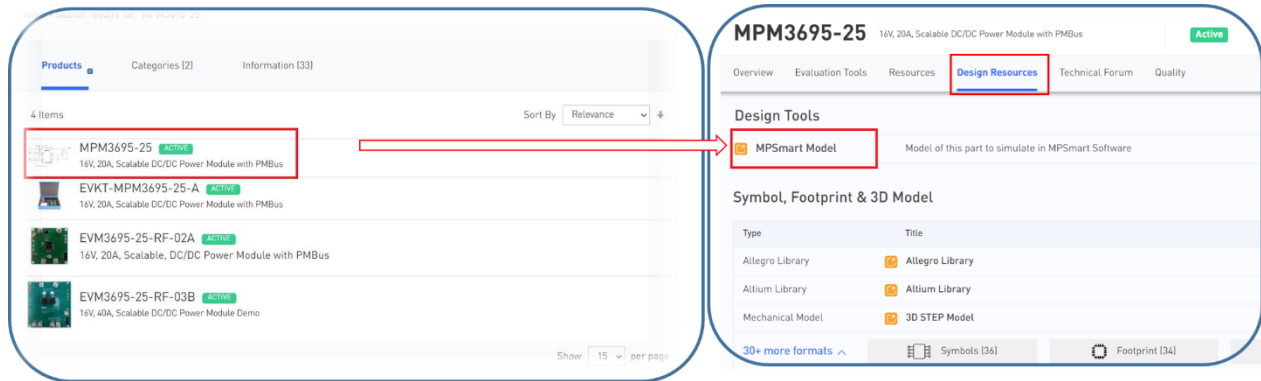 Search results for: MPM3695-25
Products
Categories (2)
Information (33)
4 Items
Sort By
Relevance
MPM3695-25 ACTIVE
16V, 20A, Scalable DC/DC Power Module with PMBus
EVKT-MPM3695-25-A ACTIVE
16V, 20A, Scalable DC/DC Power Module with PMBus
EVM3695-25-RF-02A ACTIVE
16V, 20A, Scalable, DC/DC Power Module with PMBus
EVM3695-25-RF-03B ACTIVE
16V, 40A, Scalable DC/DC Power Module Demo
Show 15 per page
MPM3695-25 16V, 20A, Scalable DC/DC Power Module with PMBus Active
Overview Evaluation Tools Resources Design Resources Technical Forum Quality
Design Tools
MPSmart Model Model of this part to simulate in MPSmart Software
Symbol, Footprint & 3D Model
Type Title
Allegro Library Allegro Library
Altium Library Altium Library
Mechanical Model 3D STEP Model
30+ more formats Symbols (36) Footprint (34)